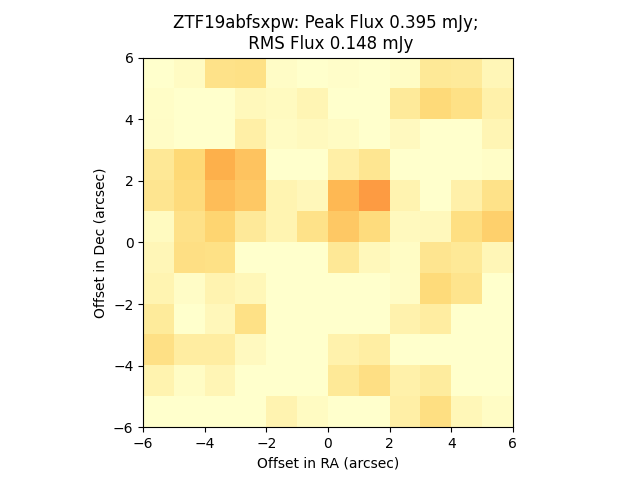 ZTF19abfsxpw: Peak Flux 0.395 mJy;
RMS Flux 0.148 mJy
6
4
2
0
−2
−4
−6
Offset in Dec (arcsec)
−6 −4 −2 0 2 4 6
Offset in RA (arcsec)